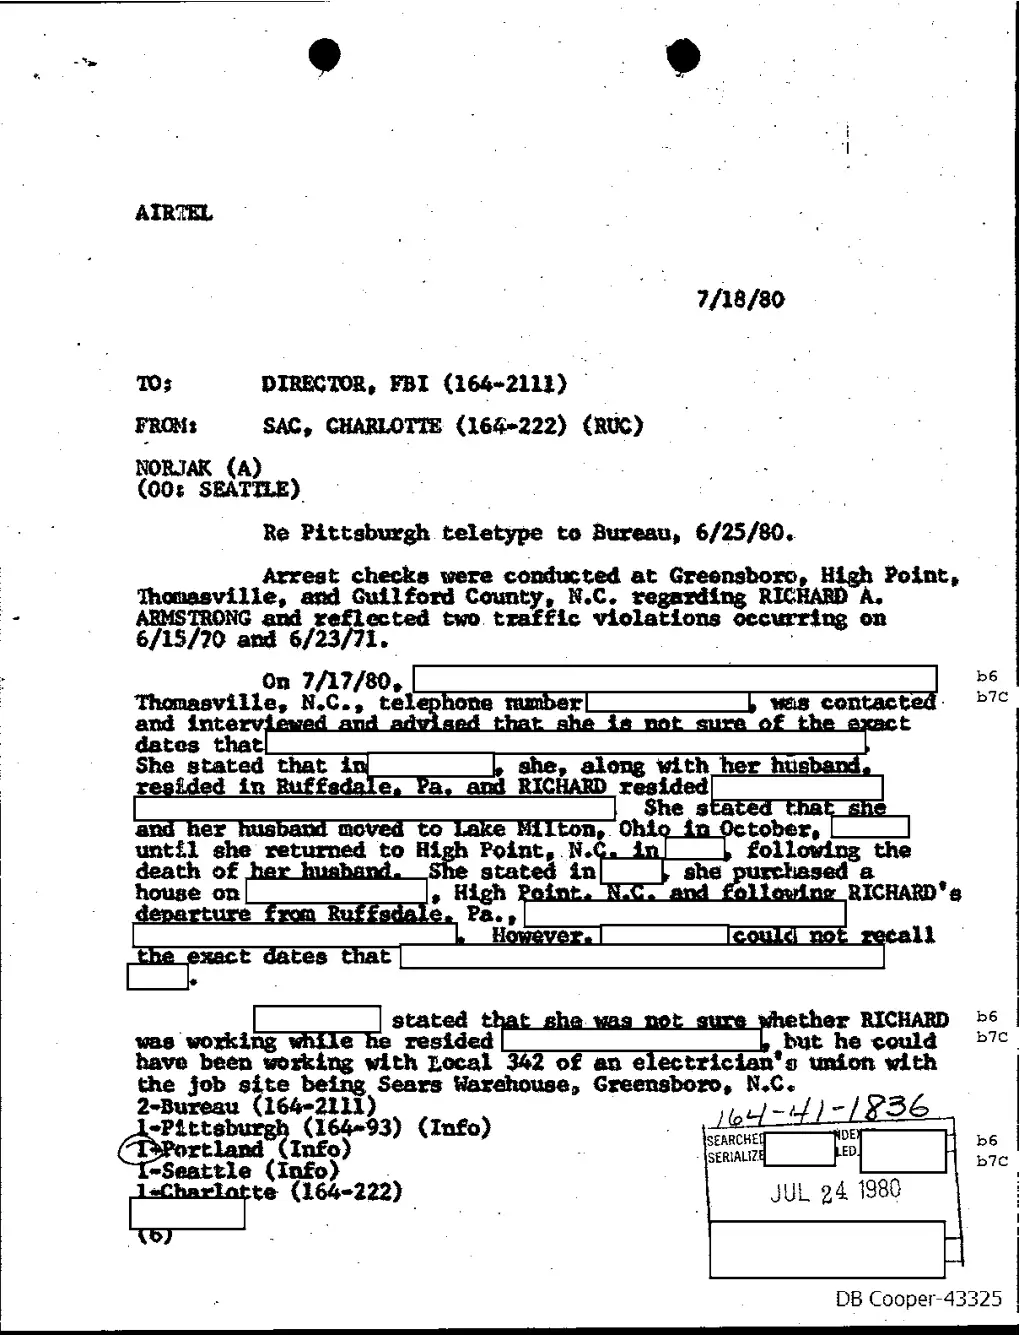 AIRTEL
7/18/80
TO: DIRECTOR, FBI (164-2111)
FROM: SAC, CHARLOTTE (164-222) (RUC)
NORJAK (A)
(OO: SEATTLE)
Re Pittsburgh teletype to Bureau, 6/25/80.
Arrest checks were conducted at Greensboro, High Point,
Thomasville, and Guilford County, N.C. regarding RICHARD A.
ARMSTRONG and reflected two traffic violations occurring on
6/15/70 and 6/23/71.
On 7/17/80, b6
Thomasville, N.C., telephone number , was contacted b7C
and interviewed and advised that she is not sure of the exact
dates that .
She stated that in , she, along with her husband,
resided in Ruffsdale, Pa. and RICHARD resided
She stated that she
and her husband moved to Lake Milton, Ohio in October,
until she returned to High Point, N.C. in , following the
death of her husband. She stated in , she purchased a
house on , High Point, N.C. and following RICHARD's
departure from Ruffsdale, Pa.,
. However, could not recall
the exact dates that
.
stated that she was not sure whether RICHARD b6
was working while he resided , but he could b7C
have been working with Local 342 of an electrician's union with
the job site being Sears Warehouse, Greensboro, N.C.
2-Bureau (164-2111)
1-Pittsburgh (164-93) (Info)
1-Portland (Info)
1-Seattle (Info)
1-Charlotte (164-222)
(6)
164-41-1836
SEARCHED INDEX
SERIALIZE LED
b6
b7C
JUL 24 1980
DB Cooper-43325